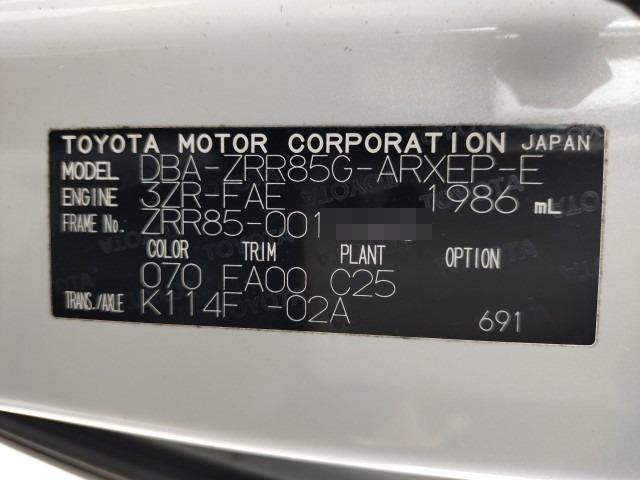 TOYOTA MOTOR CORPORATION JAPAN
MODEL DBA-ZRR85G-ARXEP-E
ENGINE 3ZR-FAE 1986 mL
FRAME No. ZRR85-001
COLOR TRIM PLANT OPTION
070 FA00 C25
TRANS./AXLE K114F -02A
691